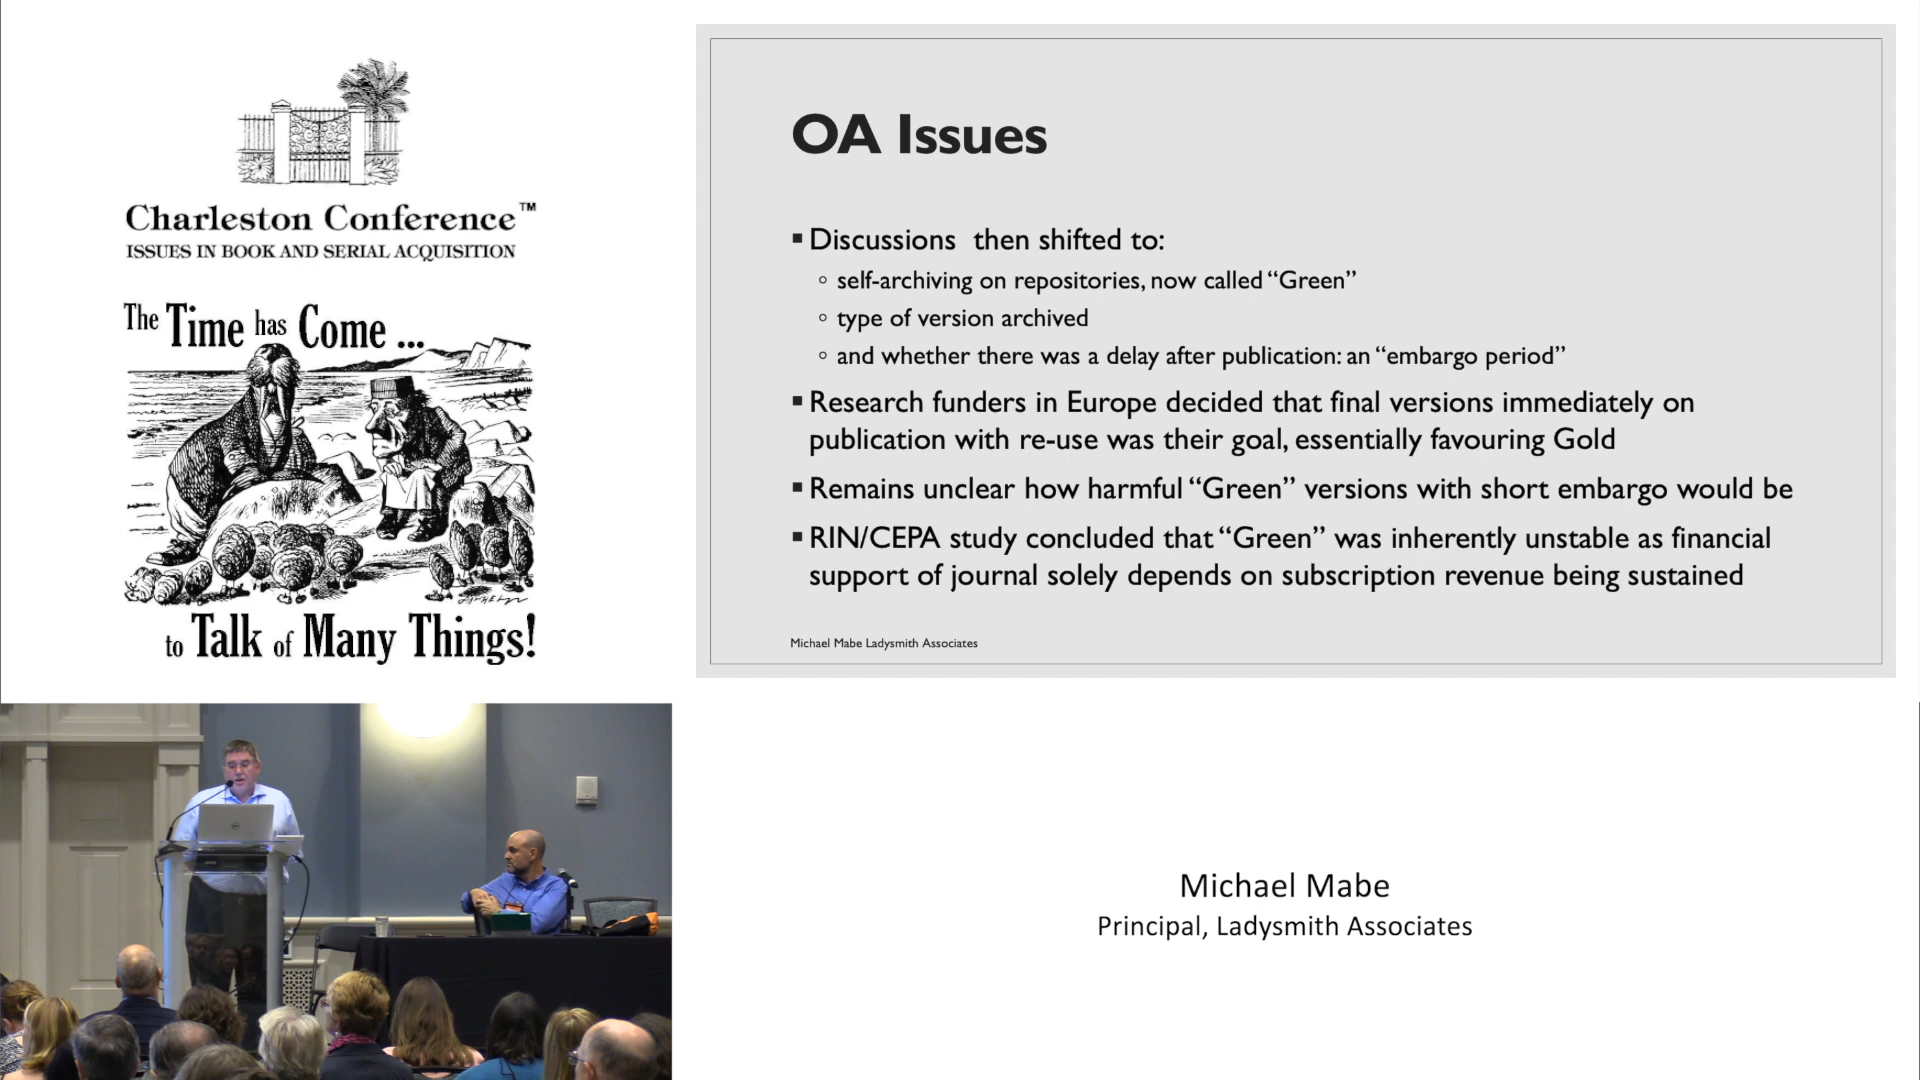 Charleston Conference™
ISSUES IN BOOK AND SERIAL ACQUISITION
The Time has Come ...
to Talk of Many Things!
OA Issues
▪ Discussions then shifted to:
◦ self-archiving on repositories, now called “Green”
◦ type of version archived
◦ and whether there was a delay after publication: an “embargo period”
▪ Research funders in Europe decided that final versions immediately on
publication with re-use was their goal, essentially favouring Gold
▪ Remains unclear how harmful “Green” versions with short embargo would be
▪ RIN/CEPA study concluded that “Green” was inherently unstable as financial
support of journal solely depends on subscription revenue being sustained
Michael Mabe Ladysmith Associates
Michael Mabe
Principal, Ladysmith Associates